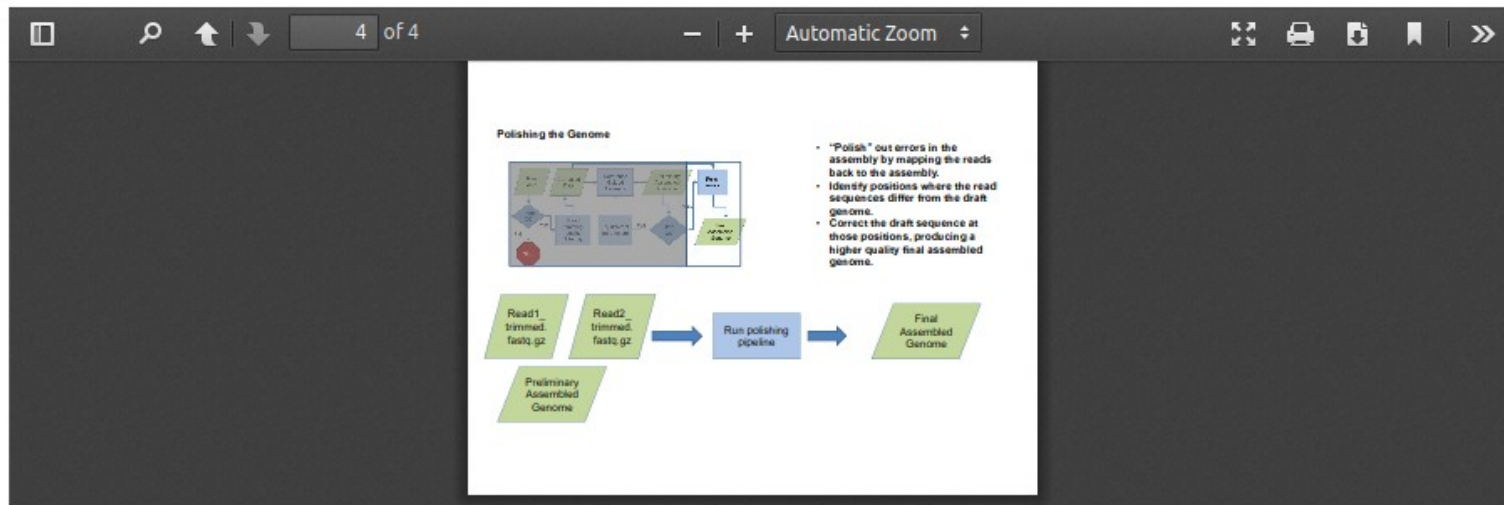 4 of 4
Automatic Zoom
Polishing the Genome
• "Polish" out errors in the
assembly by mapping the reads
back to the assembly.
• Identify positions where the read
sequences differ from the draft
genome.
• Correct the draft sequence at
those positions, producing a
higher quality final assembled
genome.
Read1_
trimmed.
fastq.gz
Read2_
trimmed.
fastq.gz
Run polishing
pipeline
Final
Assembled
Genome
Preliminary
Assembled
Genome